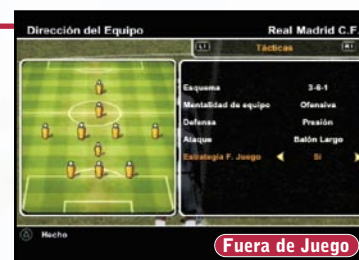 Dirección del Equipo
Real Madrid C.F.
L1 Tácticas R1
Esquema 3-6-1
Mentalidad de equipo Ofensiva
Defensa Presión
Ataque Balón Largo
Estrategia F. Juego Si
Hecho
Fuera de Juego